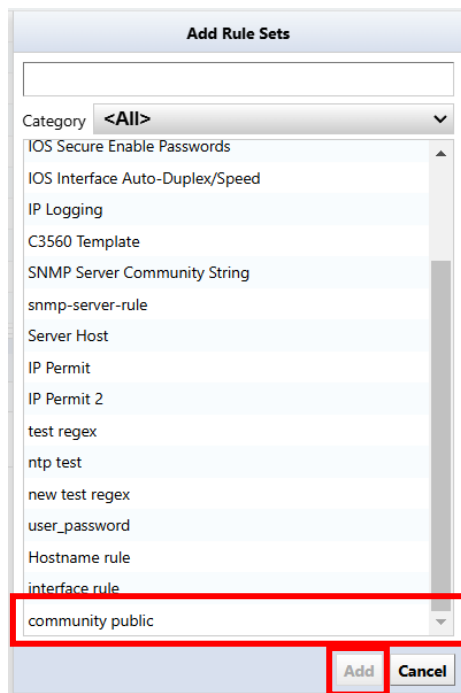 Add Rule Sets
Category <All>
IOS Secure Enable Passwords
IOS Interface Auto-Duplex/Speed
IP Logging
C3560 Template
SNMP Server Community String
snmp-server-rule
Server Host
IP Permit
IP Permit 2
test regex
ntp test
new test regex
user_password
Hostname rule
interface rule
community public
Add Cancel